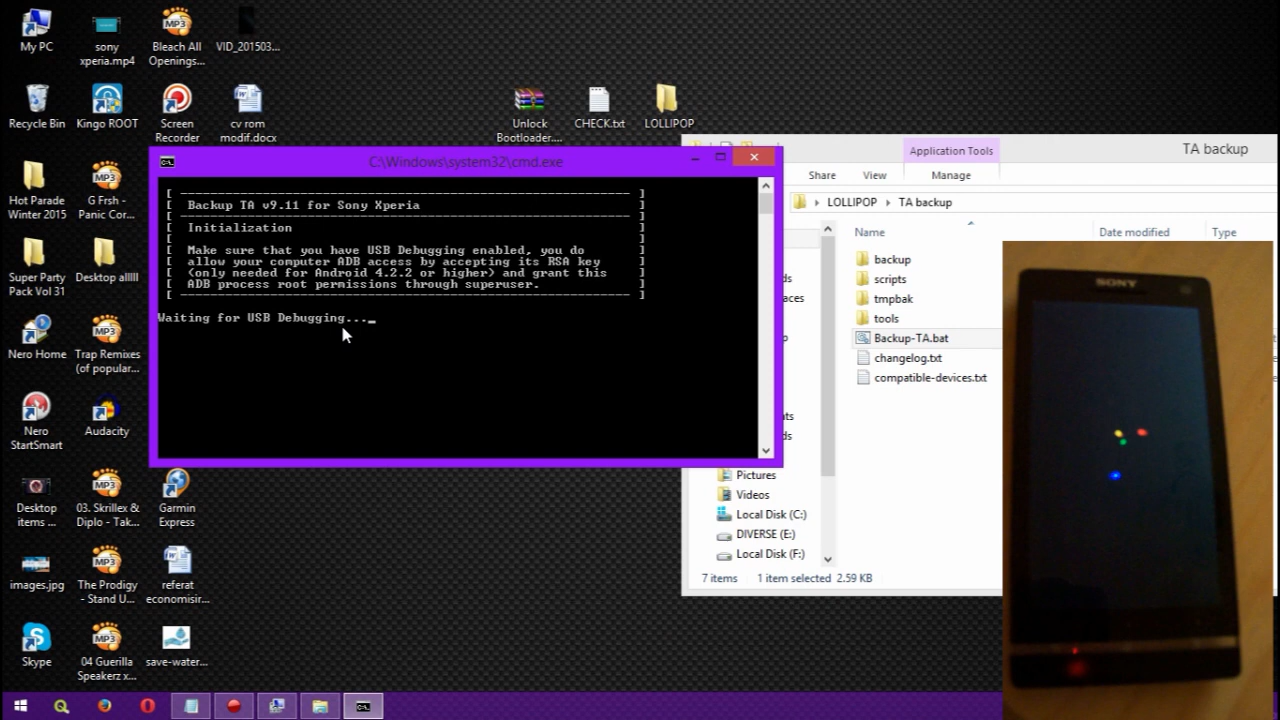 My PC
sony
xperia.mp4
Bleach All
Openings...
VID_201503...
Recycle Bin
Kingo ROOT
Screen
Recorder
cv rom
modif.docx
Unlock
Bootloader....
CHECK.txt
LOLLIPOP
Hot Parade
Winter 2015
G Frsh -
Panic Cor...
Super Party
Pack Vol 31
Desktop alllll
Nero Home
Trap Remixes
(of popular...
Nero
StartSmart
Audacity
Desktop
items ...
03. Skrillex &
Diplo - Tak...
Garmin
Express
images.jpg
The Prodigy
- Stand U...
referat
economisir...
Skype
04 Guerilla
Speakerz x...
save-water...
C:\Windows\system32\cmd.exe
[ ------------------------------------------------------------ ]
[ Backup TA v9.11 for Sony Xperia ]
[ ------------------------------------------------------------ ]
[ Initialization ]
[ ]
[ Make sure that you have USB Debugging enabled, you do ]
[ allow your computer ADB access by accepting its RSA key ]
[ (only needed for Android 4.2.2 or higher) and grant this ]
[ ADB process root permissions through superuser. ]
[ ------------------------------------------------------------ ]
Waiting for USB Debugging..._
Application Tools
TA backup
Share
View
Manage
LOLLIPOP
TA backup
Name
Date modified
Type
backup
scripts
tmpbak
tools
Backup-TA.bat
changelog.txt
compatible-devices.txt
Pictures
Videos
Local Disk (C:)
DIVERSE (E:)
Local Disk (F:)
7 items
1 item selected 2.59 KB
SONY